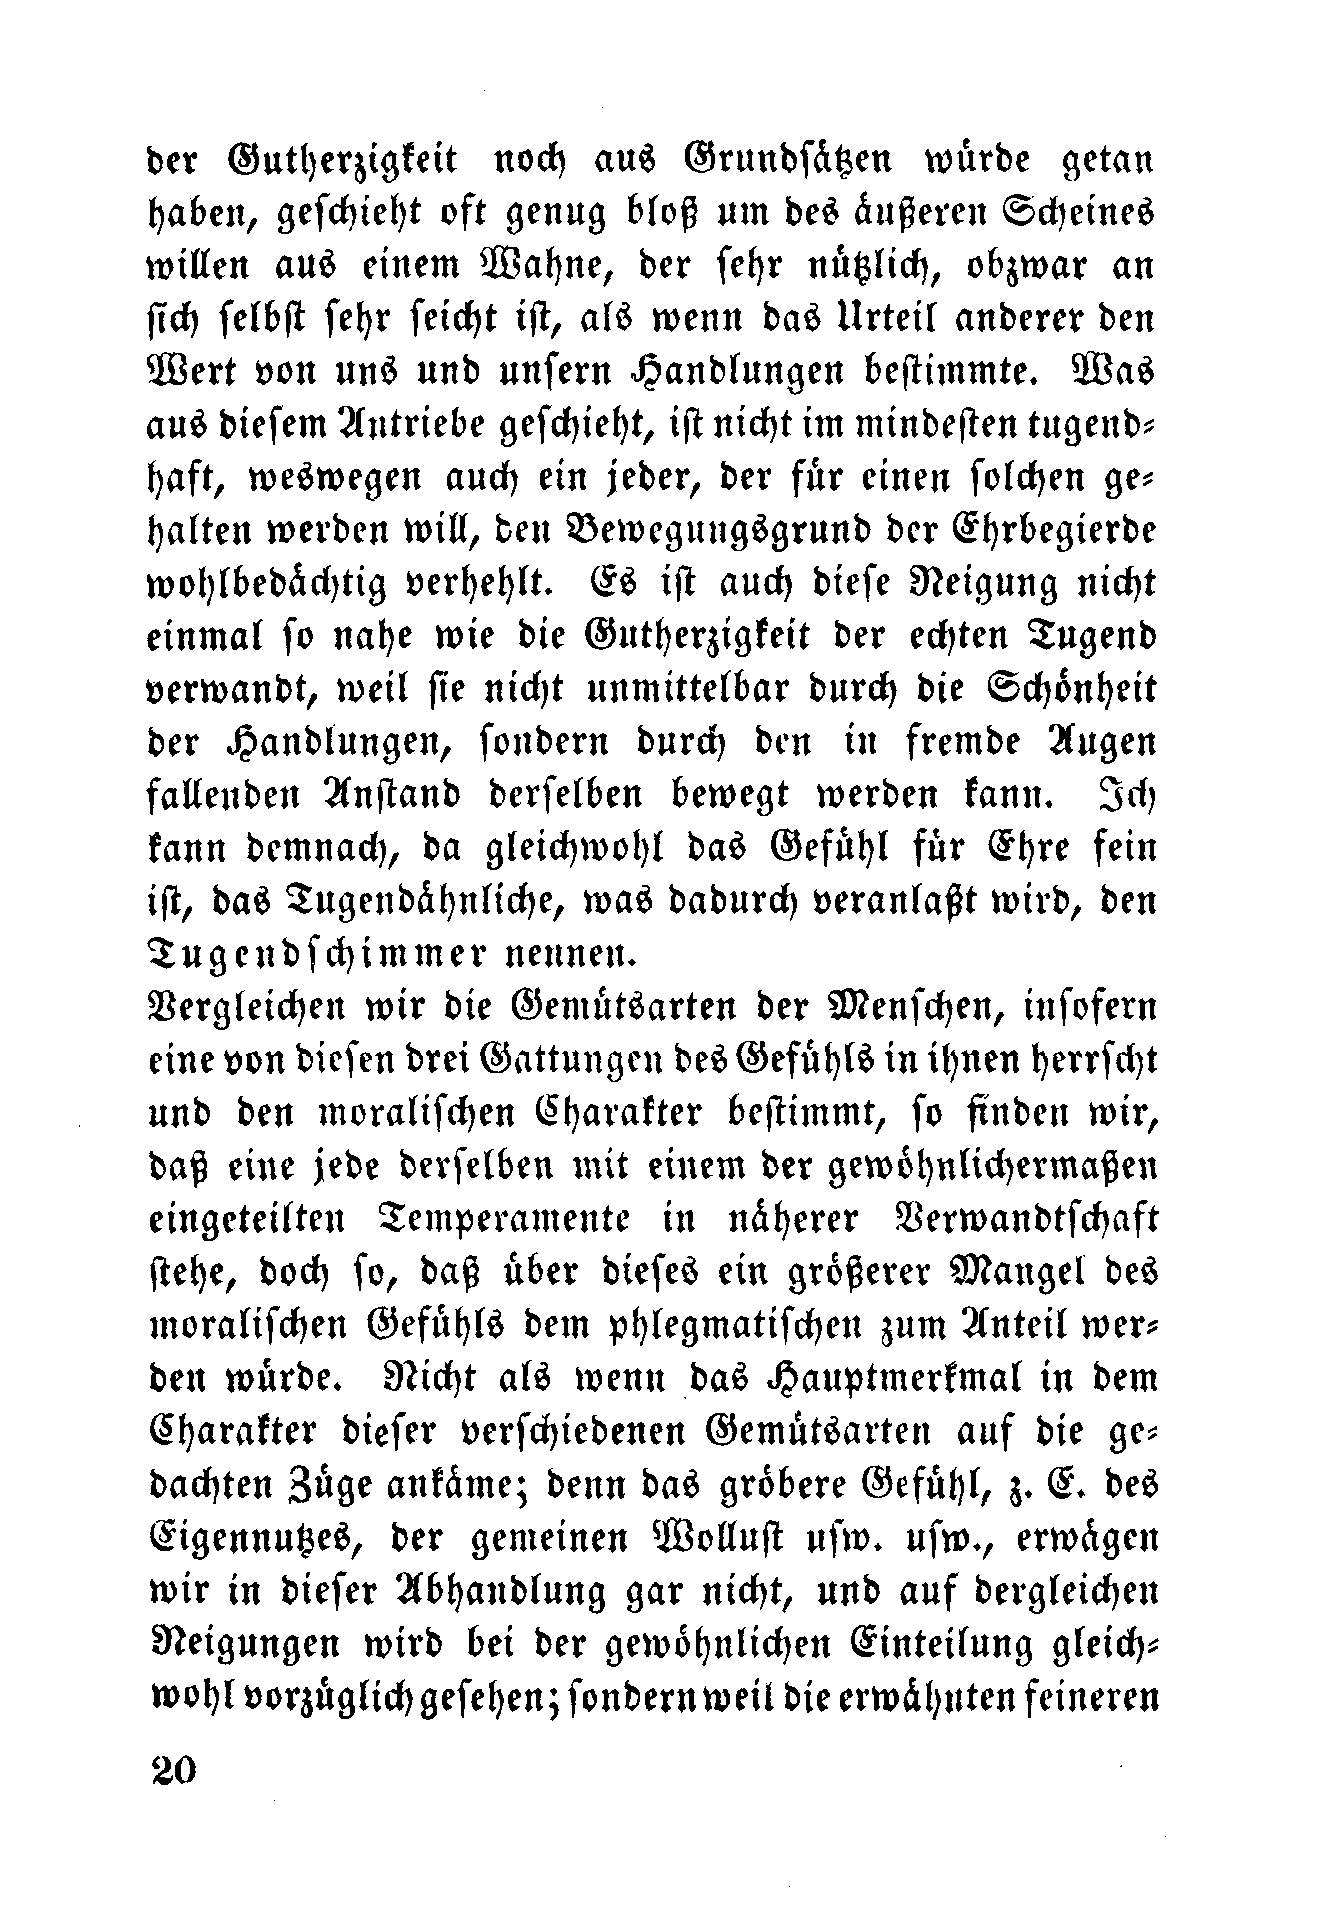 der Gutherzigkeit noch aus Grundsätzen würde getan
haben, geschieht oft genug bloß um des äußeren Scheines
willen aus einem Wahne, der sehr nützlich, obzwar an
sich selbst sehr seicht ist, als wenn das Urteil anderer den
Wert von uns und unsern Handlungen bestimmte. Was
aus diesem Antriebe geschieht, ist nicht im mindesten tugend-
haft, weswegen auch ein jeder, der für einen solchen ge-
halten werden will, den Bewegungsgrund der Ehrbegierde
wohlbedächtig verhehlt. Es ist auch diese Neigung nicht
einmal so nahe wie die Gutherzigkeit der echten Tugend
verwandt, weil sie nicht unmittelbar durch die Schönheit
der Handlungen, sondern durch den in fremde Augen
fallenden Anstand derselben bewegt werden kann. Ich
kann demnach, da gleichwohl das Gefühl für Ehre fein
ist, das Tugendähnliche, was dadurch veranlaßt wird, den
Tugendschimmer nennen.
Vergleichen wir die Gemütsarten der Menschen, insofern
eine von diesen drei Gattungen des Gefühls in ihnen herrscht
und den moralischen Charakter bestimmt, so finden wir,
daß eine jede derselben mit einem der gewöhnlichermaßen
eingeteilten Temperamente in näherer Verwandtschaft
stehe, doch so, daß über dieses ein größerer Mangel des
moralischen Gefühls dem phlegmatischen zum Anteil wer-
den würde. Nicht als wenn das Hauptmerkmal in dem
Charakter dieser verschiedenen Gemütsarten auf die ge-
dachten Züge ankäme; denn das gröbere Gefühl, z. E. des
Eigennutzes, der gemeinen Wollust usw. usw., erwägen
wir in dieser Abhandlung gar nicht, und auf dergleichen
Neigungen wird bei der gewöhnlichen Einteilung gleich-
wohl vorzüglich gesehen; sondern weil die erwähnten feineren
20